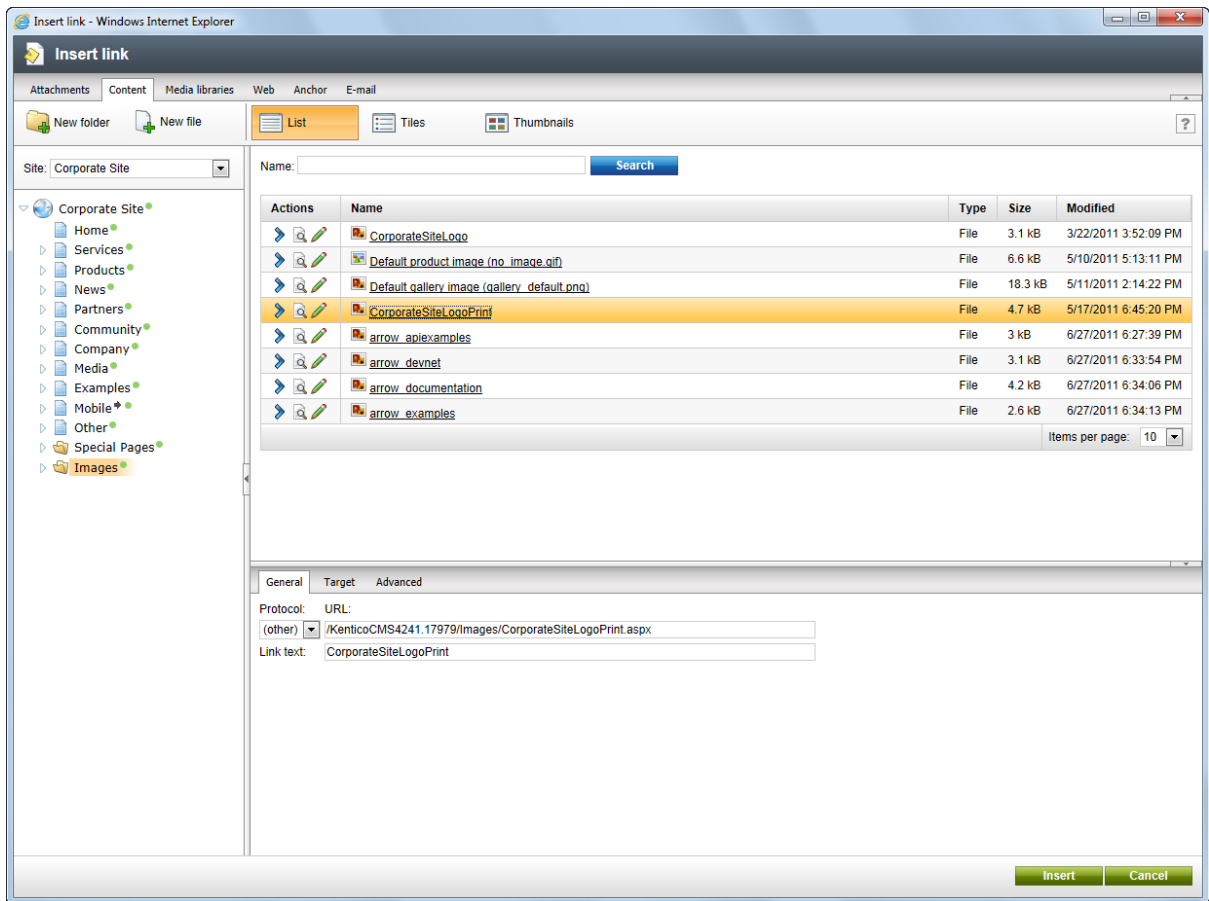 Insert link - Windows Internet Explorer
Insert link
Attachments Content Media libraries Web Anchor E-mail
New folder New file List Tiles Thumbnails ?
Site: Corporate Site
Name: Search
Corporate Site
Home
Services
Products
News
Partners
Community
Company
Media
Examples
Mobile
Other
Special Pages
Images
Actions Name Type Size Modified
CorporateSiteLogo File 3.1 kB 3/22/2011 3:52:09 PM
Default product image (no_image.gif) File 6.6 kB 5/10/2011 5:13:11 PM
Default gallery image (gallery_default.png) File 18.3 kB 5/11/2011 2:14:22 PM
CorporateSiteLogoPrint File 4.7 kB 5/17/2011 6:45:20 PM
arrow_apiexamples File 3 kB 6/27/2011 6:27:39 PM
arrow_devnet File 3.1 kB 6/27/2011 6:33:54 PM
arrow_documentation File 4.2 kB 6/27/2011 6:34:06 PM
arrow_examples File 2.6 kB 6/27/2011 6:34:13 PM
Items per page: 10
General Target Advanced
Protocol: URL:
(other) /KenticoCMS4241.17979/Images/CorporateSiteLogoPrint.aspx
Link text: CorporateSiteLogoPrint
Insert Cancel